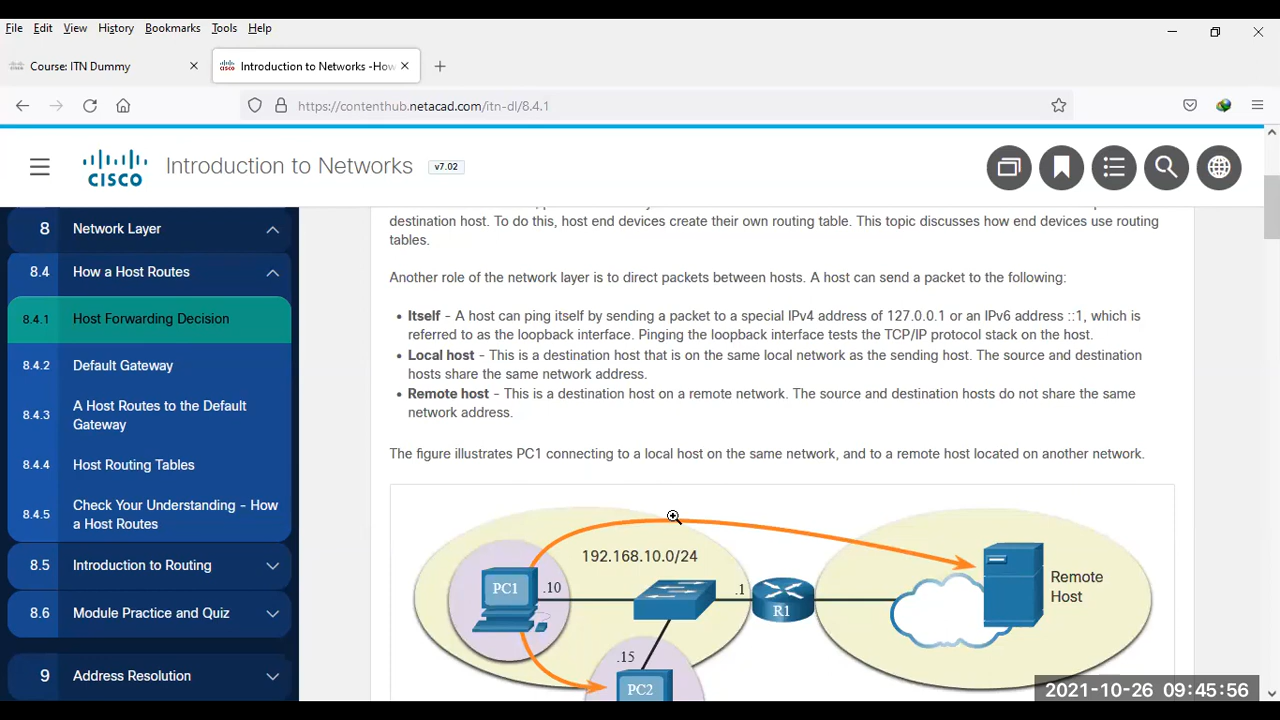 File Edit View History Bookmarks Tools Help
Course: ITN Dummy
Introduction to Networks -How
https://contenthub.netacad.com/itn-dl/8.4.1
CISCO
Introduction to Networks
v7.02
8 Network Layer
8.4 How a Host Routes
8.4.1 Host Forwarding Decision
8.4.2 Default Gateway
8.4.3 A Host Routes to the Default
Gateway
8.4.4 Host Routing Tables
8.4.5 Check Your Understanding - How
a Host Routes
8.5 Introduction to Routing
8.6 Module Practice and Quiz
9 Address Resolution
destination host. To do this, host end devices create their own routing table. This topic discusses how end devices use routing
tables.
Another role of the network layer is to direct packets between hosts. A host can send a packet to the following:
• Itself - A host can ping itself by sending a packet to a special IPv4 address of 127.0.0.1 or an IPv6 address ::1, which is
referred to as the loopback interface. Pinging the loopback interface tests the TCP/IP protocol stack on the host.
• Local host - This is a destination host that is on the same local network as the sending host. The source and destination
hosts share the same network address.
• Remote host - This is a destination host on a remote network. The source and destination hosts do not share the same
network address.
The figure illustrates PC1 connecting to a local host on the same network, and to a remote host located on another network.
192.168.10.0/24
PC1
.10
.1
R1
Remote
Host
.15
PC2
2021-10-26 09:45:56